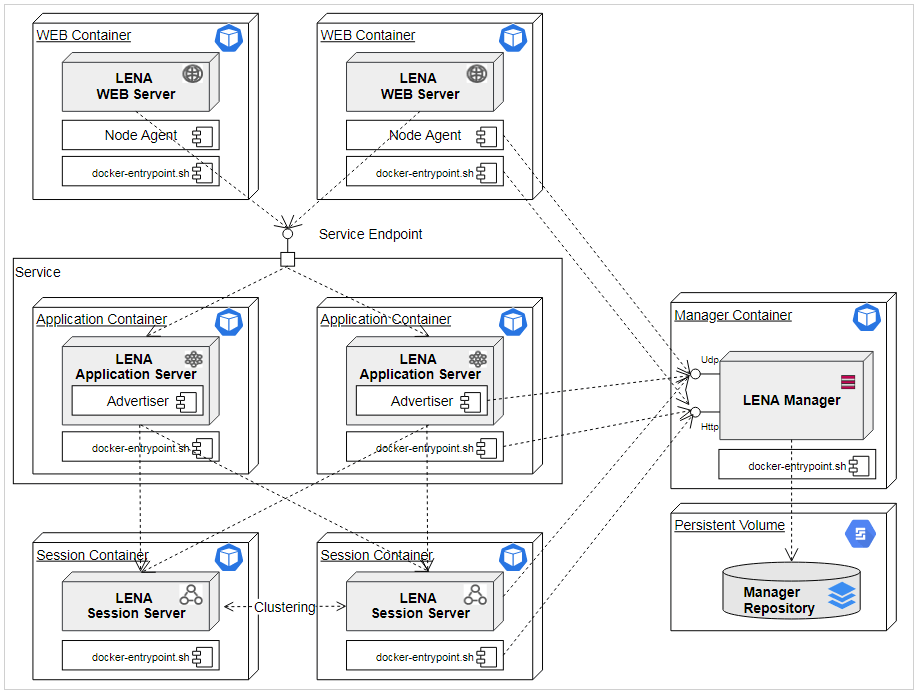 WEB Container
LENA
WEB Server
Node Agent
docker-entrypoint.sh
WEB Container
LENA
WEB Server
Node Agent
docker-entrypoint.sh
Service Endpoint
Service
Application Container
LENA
Application Server
Advertiser
docker-entrypoint.sh
Application Container
LENA
Application Server
Advertiser
docker-entrypoint.sh
Manager Container
Udp
LENA Manager
Http
docker-entrypoint.sh
Persistent Volume
Manager
Repository
Session Container
LENA
Session Server
docker-entrypoint.sh
Clustering
Session Container
LENA
Session Server
docker-entrypoint.sh